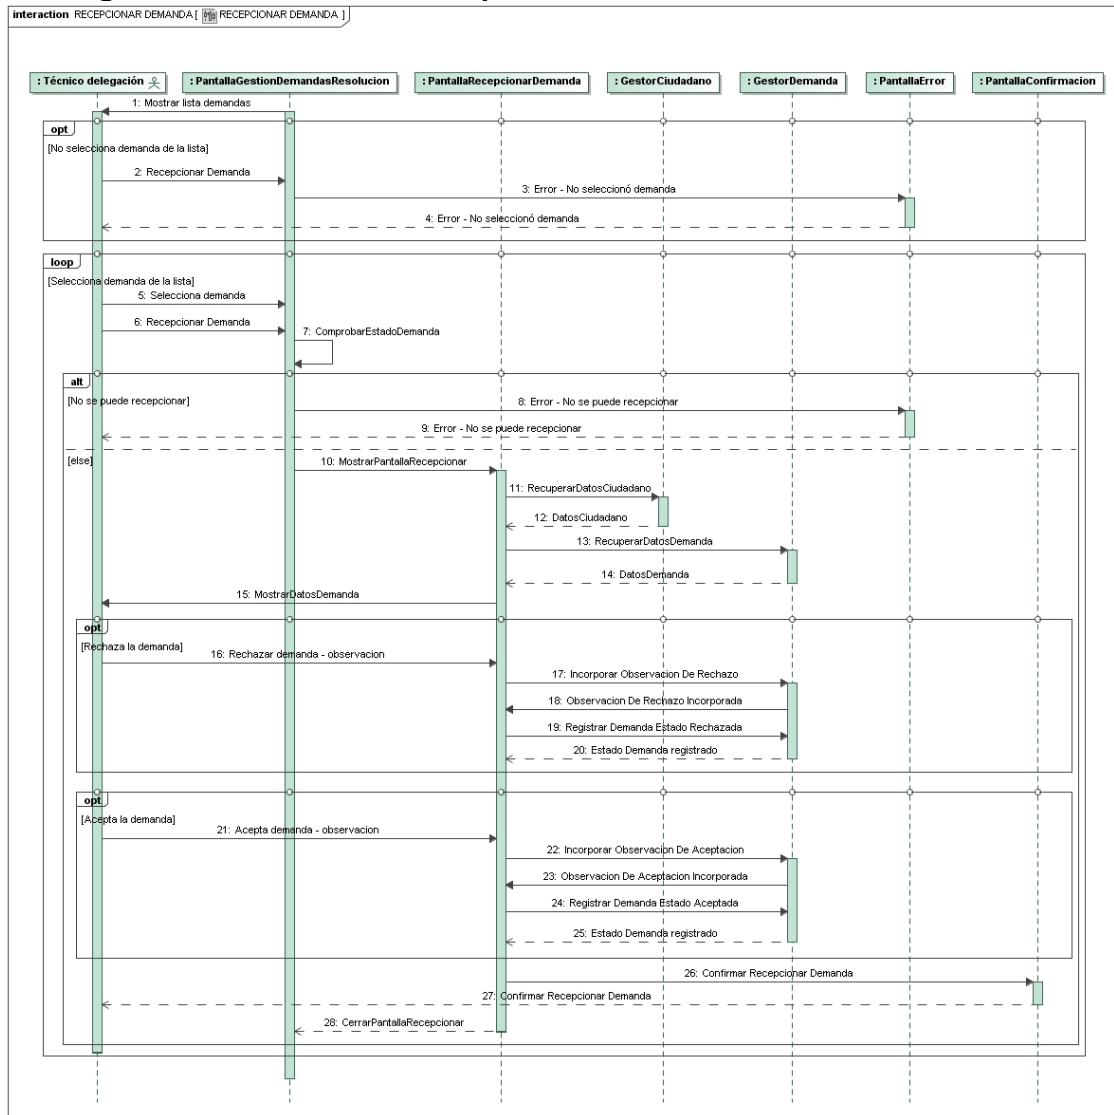 interaction RECEPCIONAR DEMANDA [ RECEPCIONAR DEMANDA ]
: Técnico delegación
: PantallaGestionDemandasResolucion
: PantallaRecepcionarDemanda
: GestorCiudadano
: GestorDemanda
: PantallaError
: PantallaConfirmacion
1: Mostrar lista demandas
opt
[No selecciona demanda de la lista]
2: Recepcionar Demanda
3: Error - No seleccionó demanda
4: Error - No seleccionó demanda
loop
[Selecciona demanda de la lista]
5: Selecciona demanda
6: Recepcionar Demanda
7: ComprobarEstadoDemanda
alt
[No se puede recepcionar]
8: Error - No se puede recepcionar
9: Error - No se puede recepcionar
[else]
10: MostrarPantallaRecepcionar
11: RecuperarDatosCiudadano
12: DatosCiudadano
13: RecuperarDatosDemanda
14: DatosDemanda
15: MostrarDatosDemanda
opt
[Rechaza la demanda]
16: Rechazar demanda - observacion
17: Incorporar Observacion De Rechazo
18: Observacion De Rechazo Incorporada
19: Registrar Demanda Estado Rechazada
20: Estado Demanda registrado
opt
[Acepta la demanda]
21: Acepta demanda - observacion
22: Incorporar Observacion De Aceptacion
23: Observacion De Aceptacion Incorporada
24: Registrar Demanda Estado Aceptada
25: Estado Demanda registrado
26: Confirmar Recepcionar Demanda
27: Confirmar Recepcionar Demanda
28: CerrarPantallaRecepcionar